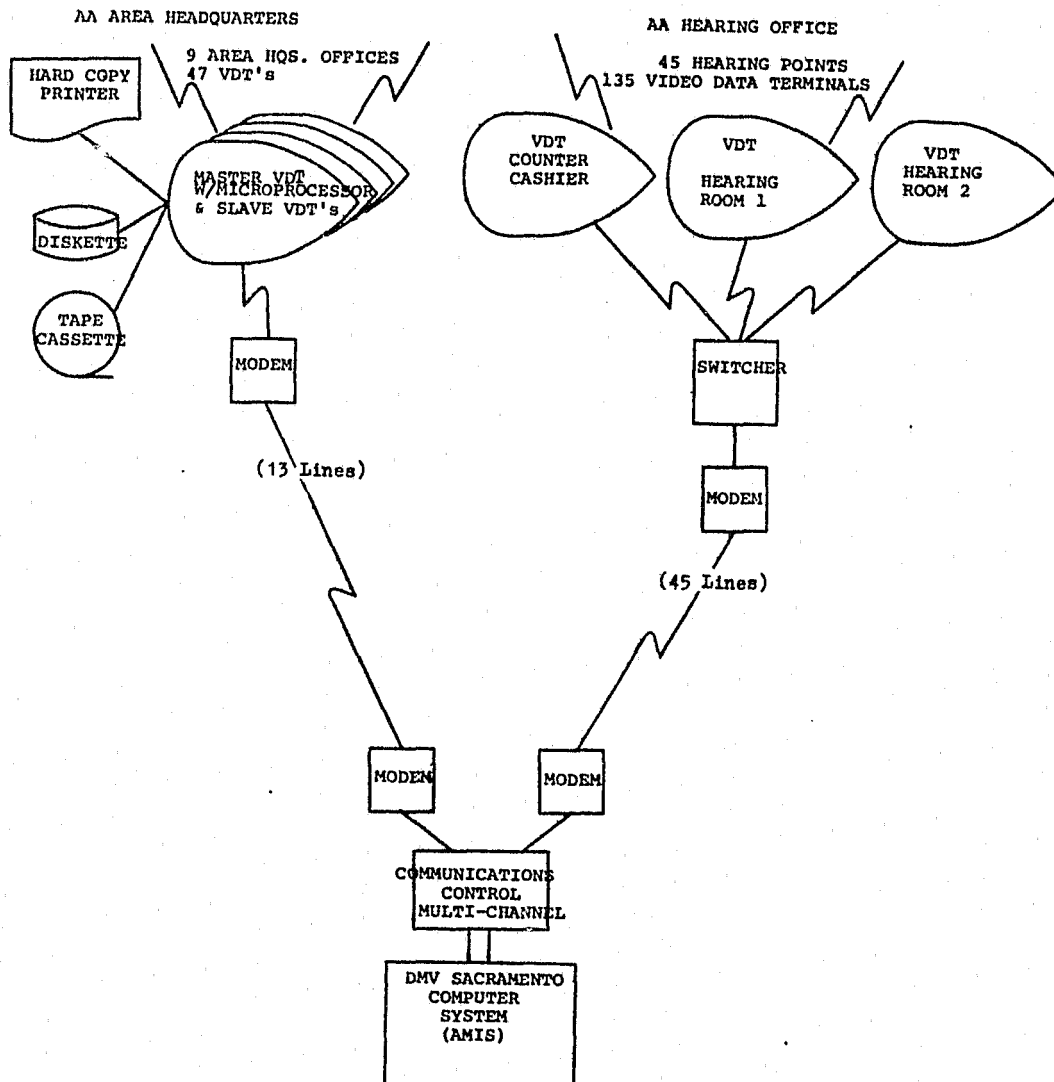 AA AREA HEADQUARTERS
9 AREA HQS. OFFICES
47 VDT's
HARD COPY
PRINTER
MASTER VDT
W/MICROPROCESSOR
& SLAVE VDT's
DISKETTE
TAPE
CASSETTE
MODEM
(13 Lines)
AA HEARING OFFICE
45 HEARING POINTS
135 VIDEO DATA TERMINALS
VDT
COUNTER
CASHIER
VDT
HEARING
ROOM 1
VDT
HEARING
ROOM 2
SWITCHER
MODEM
(45 Lines)
MODEM
MODEM
COMMUNICATIONS
CONTROL
MULTI-CHANNEL
DMV SACRAMENTO
COMPUTER
SYSTEM
(AMIS)